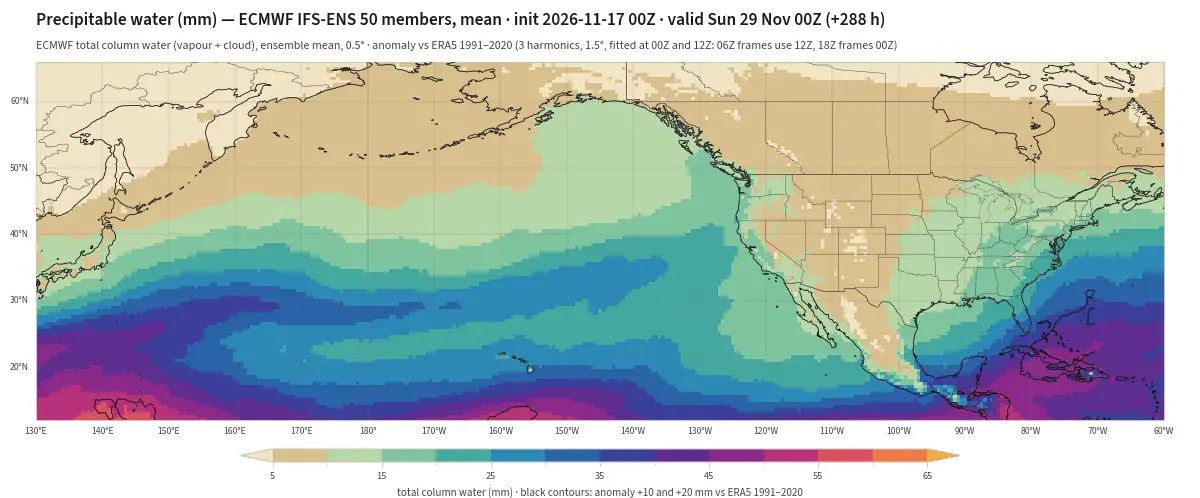 Precipitable water (mm) — ECMWF IFS-ENS 50 members, mean · init 2026-11-17 00Z · valid Sun 29 Nov 00Z (+288 h)
ECMWF total column water (vapour + cloud), ensemble mean, 0.5° · anomaly vs ERA5 1991–2020 (3 harmonics, 1.5°, fitted at 00Z and 12Z: 06Z frames use 12Z, 18Z frames 00Z)
60°N
50°N
40°N
30°N
20°N
130°E 140°E 150°E 160°E 170°E 180° 170°W 160°W 150°W 140°W 130°W 120°W 110°W 100°W 90°W 80°W 70°W 60°W
5 15 25 35 45 55 65
total column water (mm) · black contours: anomaly +10 and +20 mm vs ERA5 1991–2020